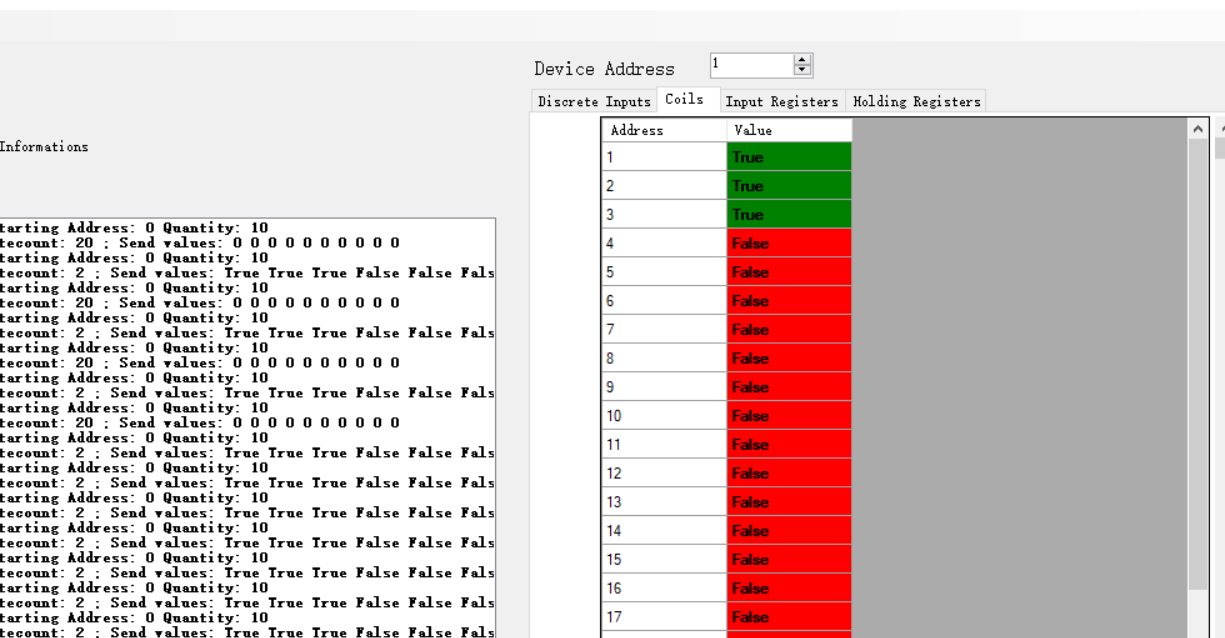 Device Address 1
Discrete Inputs Coils Input Registers Holding Registers
Informations
Address Value
1 True
2 True
3 True
4 False
5 False
6 False
7 False
8 False
9 False
10 False
11 False
12 False
13 False
14 False
15 False
16 False
17 False
tarting Address: 0 Quantity: 10
tecount: 20 ; Send values: 0 0 0 0 0 0 0 0 0 0
tarting Address: 0 Quantity: 10
tecount: 2 ; Send values: True True True False False Fals
tarting Address: 0 Quantity: 10
tecount: 20 ; Send values: 0 0 0 0 0 0 0 0 0 0
tarting Address: 0 Quantity: 10
tecount: 2 ; Send values: True True True False False Fals
tarting Address: 0 Quantity: 10
tecount: 20 ; Send values: 0 0 0 0 0 0 0 0 0 0
tarting Address: 0 Quantity: 10
tecount: 2 ; Send values: True True True False False Fals
tarting Address: 0 Quantity: 10
tecount: 20 ; Send values: 0 0 0 0 0 0 0 0 0 0
tarting Address: 0 Quantity: 10
tecount: 2 ; Send values: True True True False False Fals
tarting Address: 0 Quantity: 10
tecount: 2 ; Send values: True True True False False Fals
tarting Address: 0 Quantity: 10
tecount: 2 ; Send values: True True True False False Fals
tarting Address: 0 Quantity: 10
tecount: 2 ; Send values: True True True False False Fals
tarting Address: 0 Quantity: 10
tecount: 2 ; Send values: True True True False False Fals
tarting Address: 0 Quantity: 10
tecount: 2 ; Send values: True True True False False Fals
tarting Address: 0 Quantity: 10
tecount: 2 ; Send values: True True True False False Fals